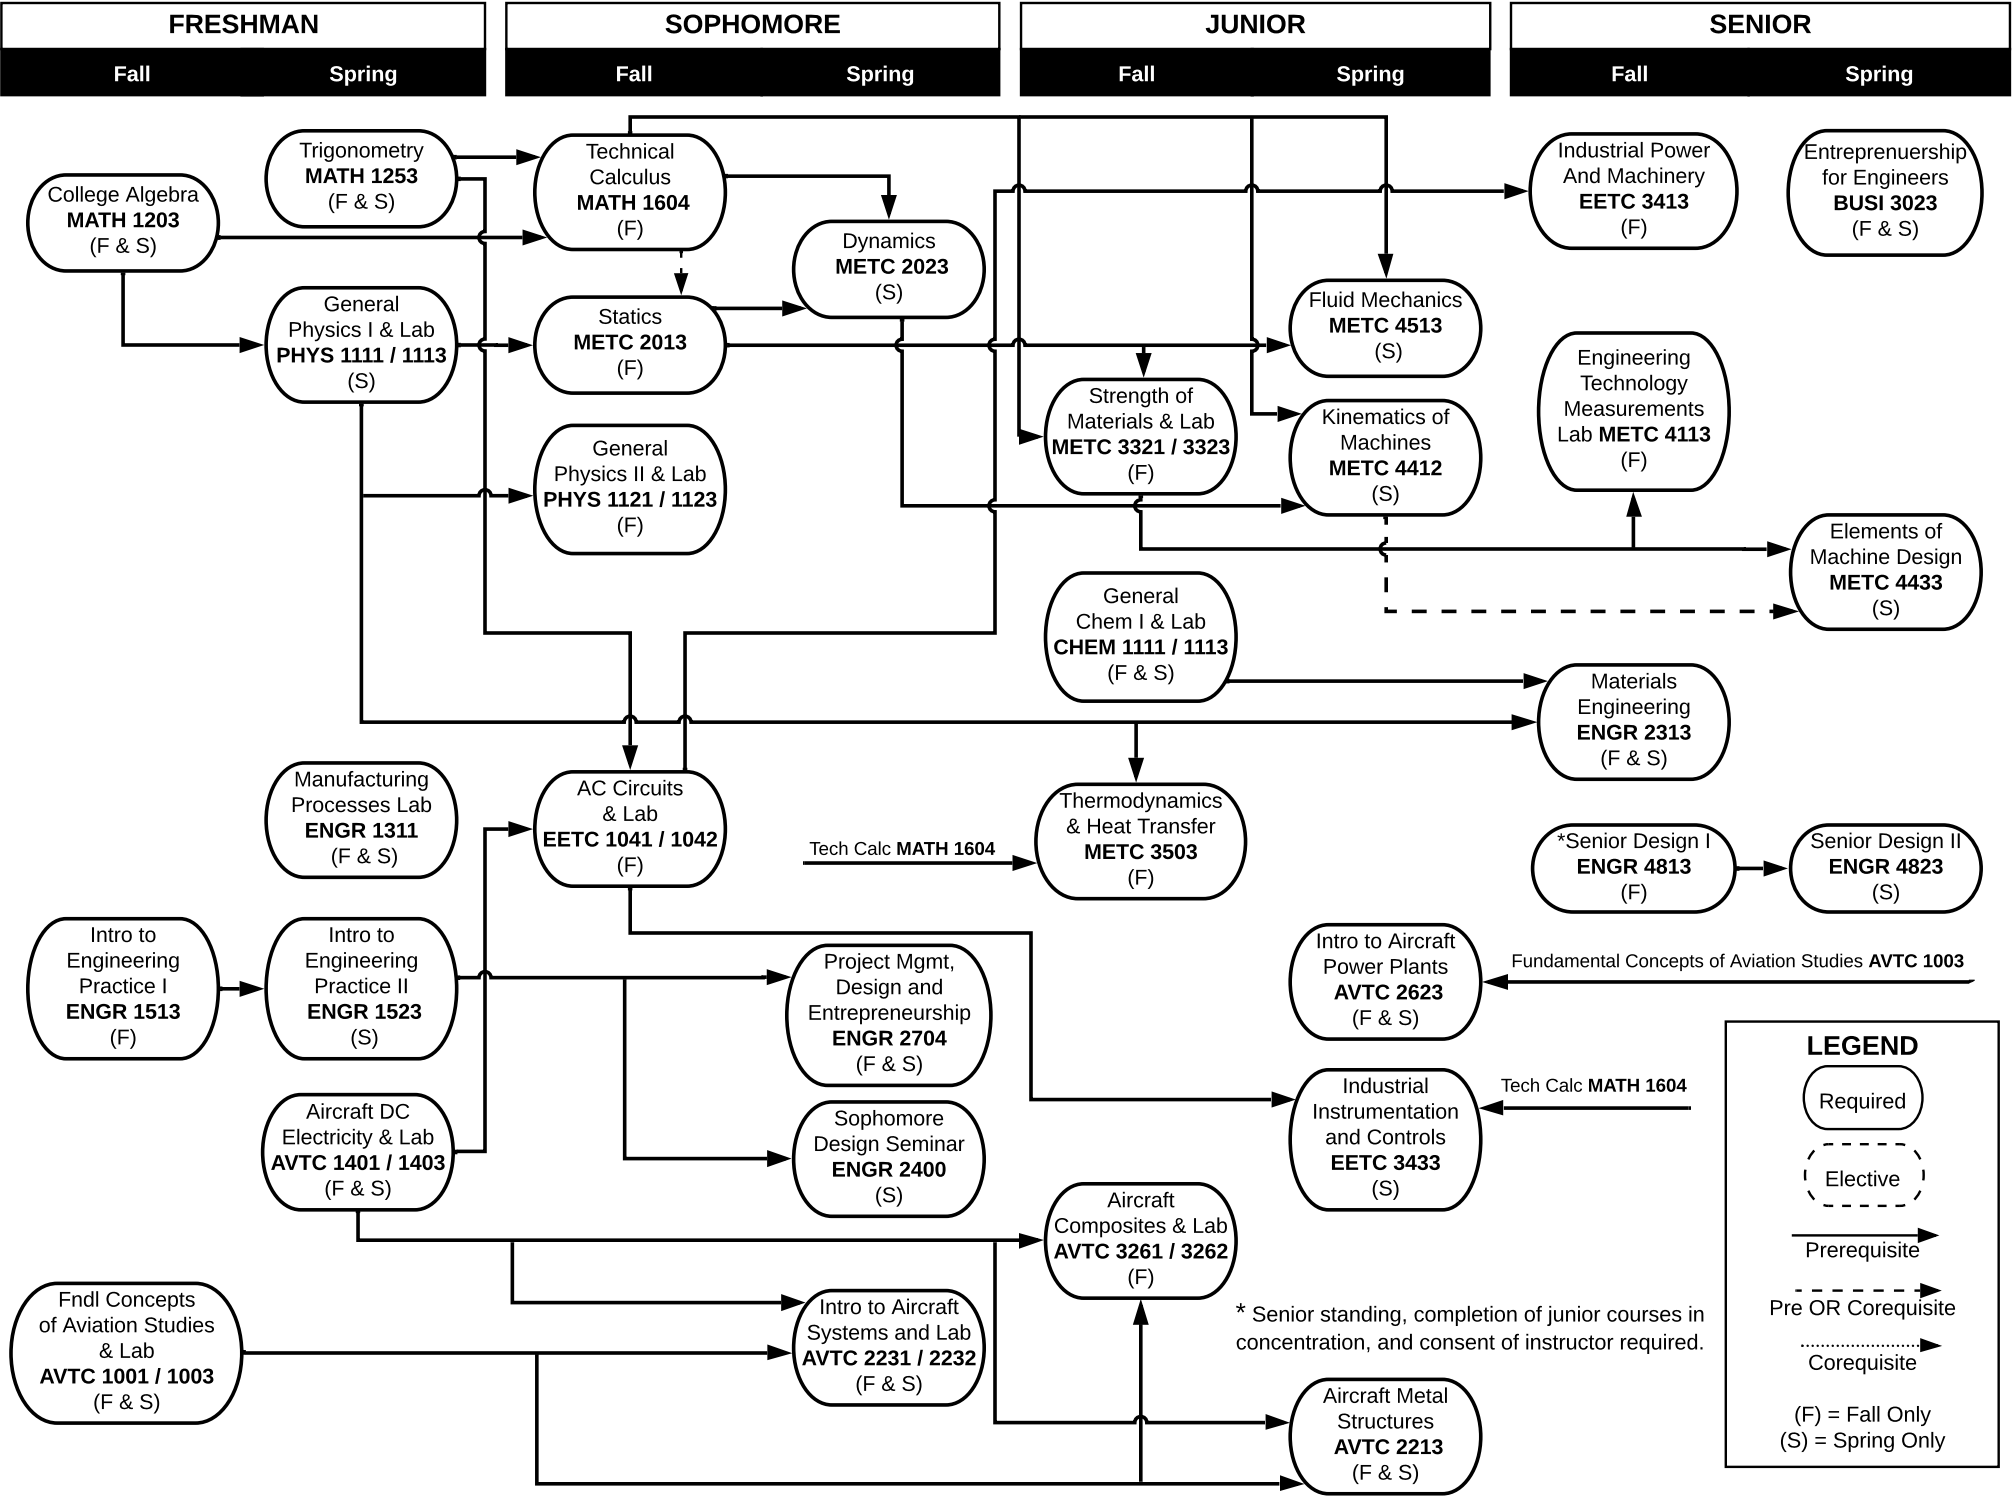 FRESHMAN
Fall
Spring
SOPHOMORE
Fall
Spring
JUNIOR
Fall
Spring
SENIOR
Fall
Spring
College Algebra
MATH 1203
(F & S)
Intro to
Engineering
Practice I
ENGR 1513
(F)
Fndl Concepts
of Aviation Studies
& Lab
AVTC 1001 / 1003
(F & S)
Trigonometry
MATH 1253
(F & S)
General
Physics I & Lab
PHYS 1111 / 1113
(S)
Manufacturing
Processes Lab
ENGR 1311
(F & S)
Intro to
Engineering
Practice II
ENGR 1523
(S)
Aircraft DC
Electricity & Lab
AVTC 1401 / 1403
(F & S)
Technical
Calculus
MATH 1604
(F)
Statics
METC 2013
(F)
General
Physics II & Lab
PHYS 1121 / 1123
(F)
AC Circuits
& Lab
EETC 1041 / 1042
(F)
Dynamics
METC 2023
(S)
Tech Calc MATH 1604
Project Mgmt,
Design and
Entrepreneurship
ENGR 2704
(F & S)
Sophomore
Design Seminar
ENGR 2400
(S)
Intro to Aircraft
Systems and Lab
AVTC 2231 / 2232
(F & S)
Strength of
Materials & Lab
METC 3321 / 3323
(F)
General
Chem I & Lab
CHEM 1111 / 1113
(F & S)
Thermodynamics
& Heat Transfer
METC 3503
(F)
Aircraft
Composites & Lab
AVTC 3261 / 3262
(F)
Fluid Mechanics
METC 4513
(S)
Kinematics of
Machines
METC 4412
(S)
Intro to Aircraft
Power Plants
AVTC 2623
(F & S)
Industrial
Instrumentation
and Controls
EETC 3433
(S)
* Senior standing, completion of junior courses in
concentration, and consent of instructor required.
Aircraft Metal
Structures
AVTC 2213
(F & S)
Industrial Power
And Machinery
EETC 3413
(F)
Engineering
Technology
Measurements
Lab METC 4113
(F)
Materials
Engineering
ENGR 2313
(F & S)
*Senior Design I
ENGR 4813
(F)
Entreprenuership
for Engineers
BUSI 3023
(F & S)
Elements of
Machine Design
METC 4433
(S)
Senior Design II
ENGR 4823
(S)
Fundamental Concepts of Aviation Studies AVTC 1003
Tech Calc MATH 1604
LEGEND
Required
Elective
Prerequisite
Pre OR Corequisite
Corequisite
(F) = Fall Only
(S) = Spring Only